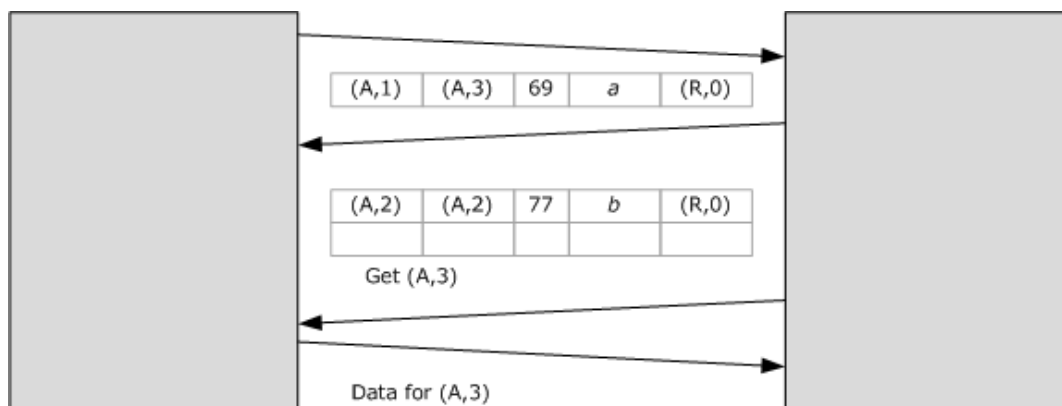 (A,1) (A,3) 69 a (R,0)
(A,2) (A,2) 77 b (R,0)
Get (A,3)
Data for (A,3)